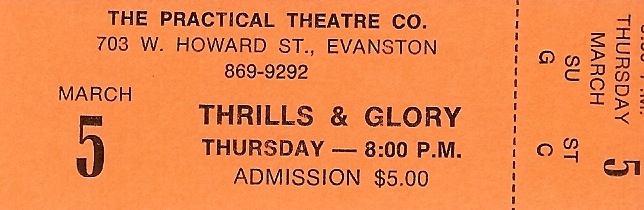 THE PRACTICAL THEATRE CO.
703 W. HOWARD ST., EVANSTON
869-9292
MARCH
5
THRILLS & GLORY
THURSDAY — 8:00 P.M.
ADMISSION $5.00
THURSDAY
MARCH
5
SU ST
G C